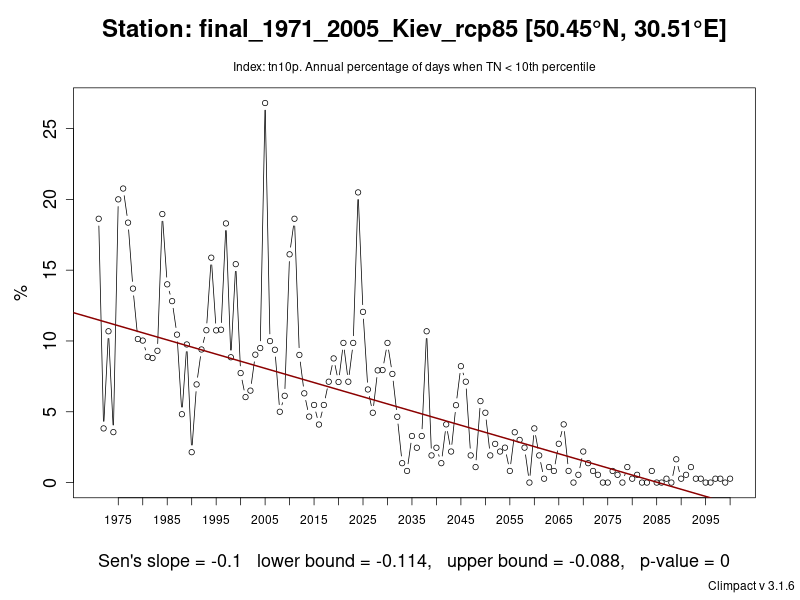 Station: final_1971_2005_Kiev_rcp85 [50.45°N, 30.51°E]
Index: tn10p. Annual percentage of days when TN < 10th percentile
%
25
20
15
10
5
0
1975 1985 1995 2005 2015 2025 2035 2045 2055 2065 2075 2085 2095
Sen's slope = -0.1 lower bound = -0.114, upper bound = -0.088, p-value = 0
Climpact v 3.1.6